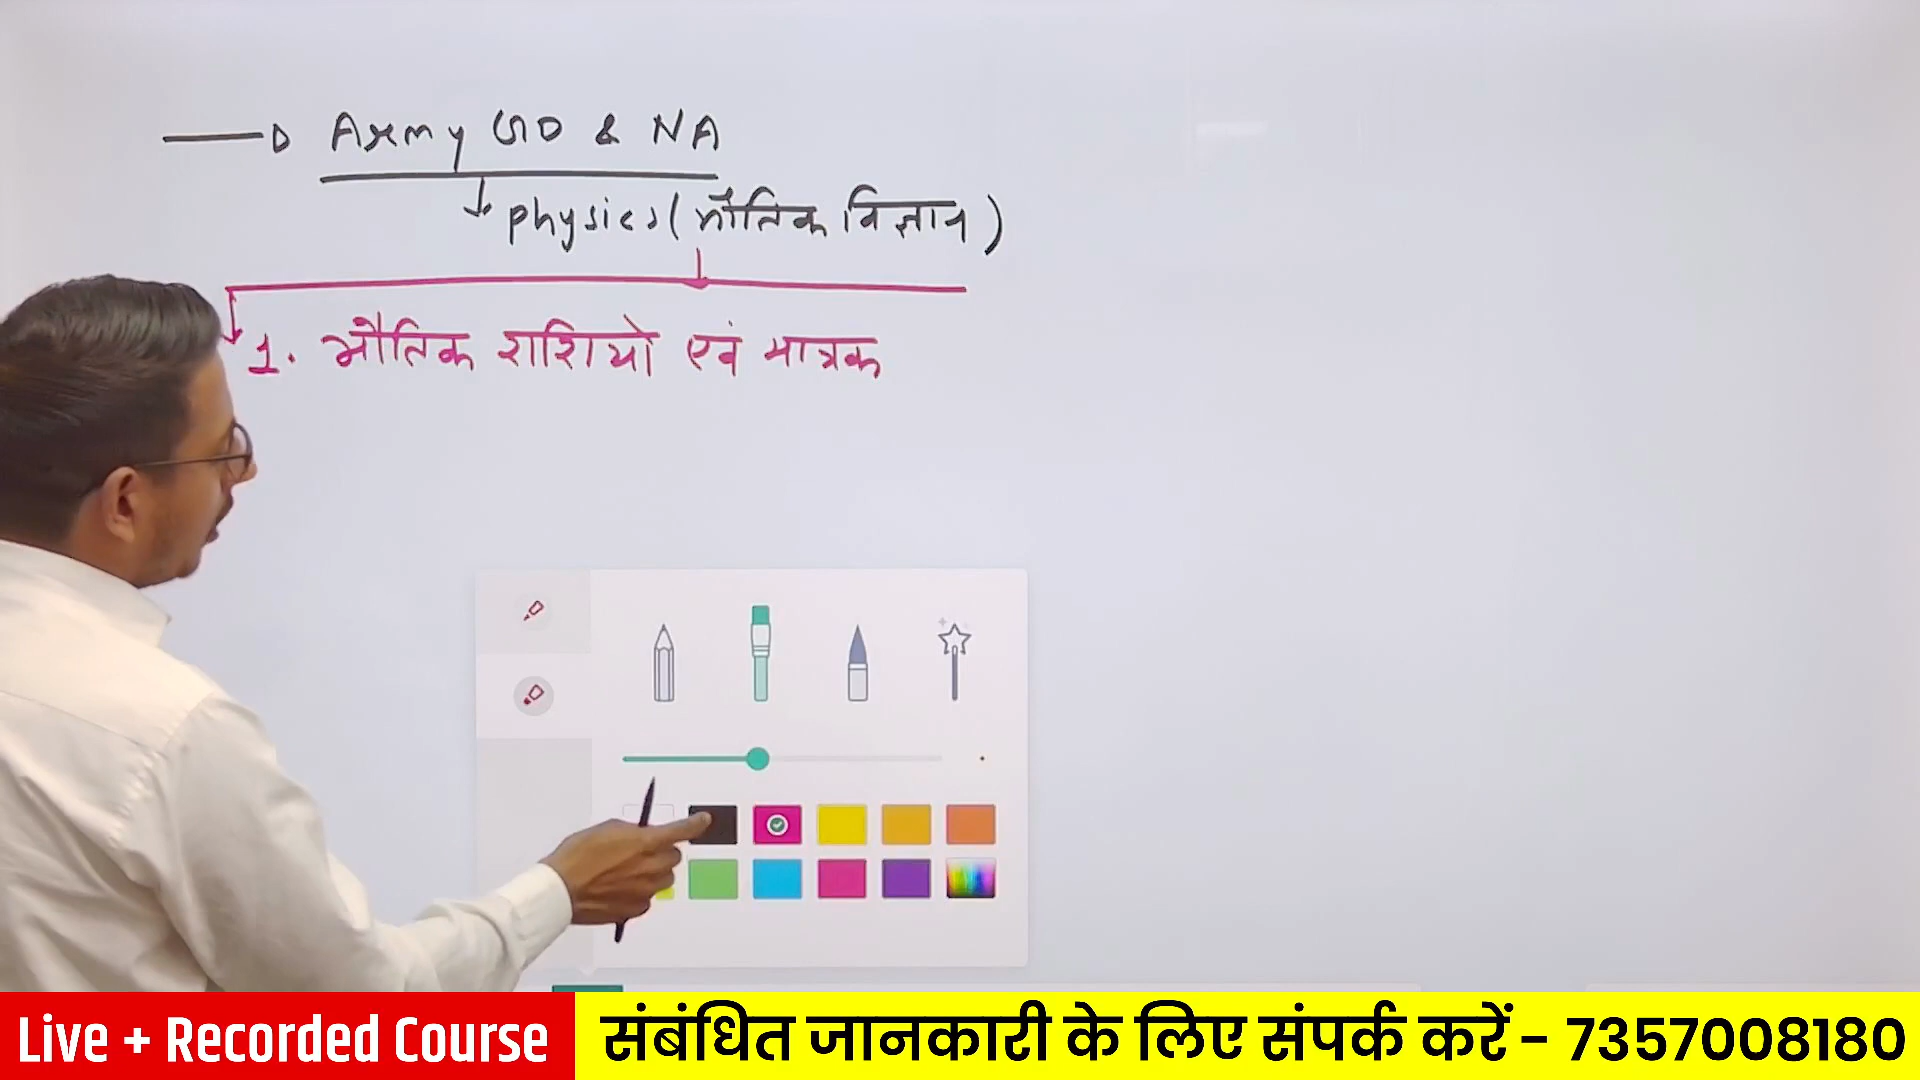 Army GD & NA
physics (भौतिक विज्ञान)
1. भौतिक राशियो एवं मात्रक
Live + Recorded Course
संबंधित जानकारी के लिए संपर्क करें - 7357008180